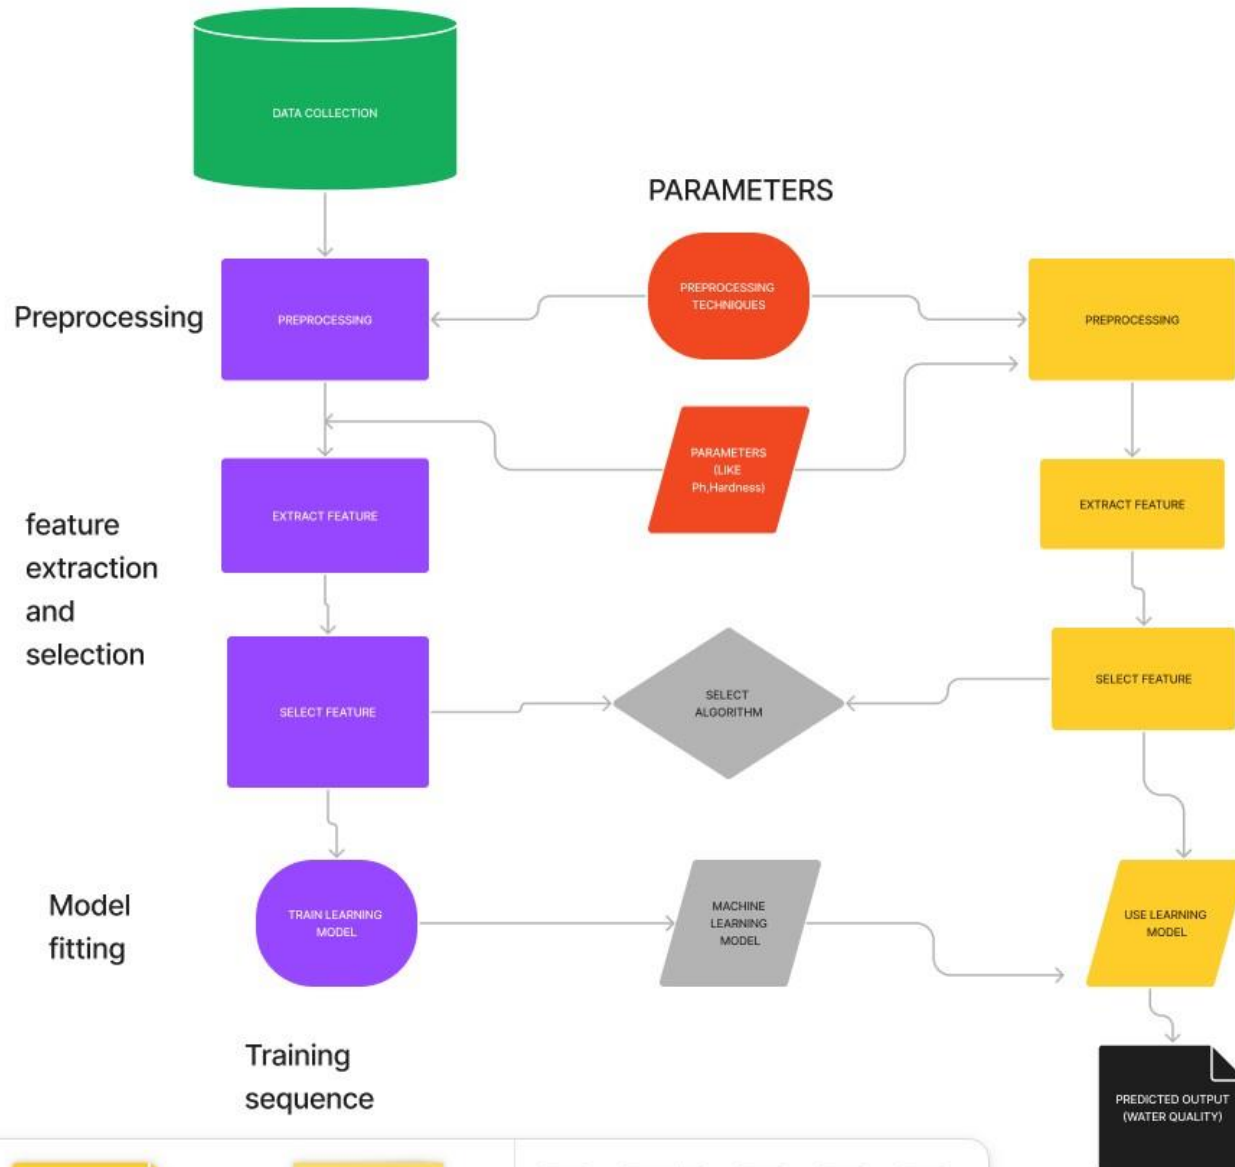 DATA COLLECTION
PARAMETERS
Preprocessing
PREPROCESSING
PREPROCESSING
TECHNIQUES
PREPROCESSING
PARAMETERS
(LIKE
Ph,Hardness)
feature
extraction
and
selection
EXTRACT FEATURE
EXTRACT FEATURE
SELECT FEATURE
SELECT
ALGORITHM
SELECT FEATURE
Model
fitting
TRAIN LEARNING
MODEL
MACHINE
LEARNING
MODEL
USE LEARNING
MODEL
Training
sequence
PREDICTED OUTPUT
(WATER QUALITY)